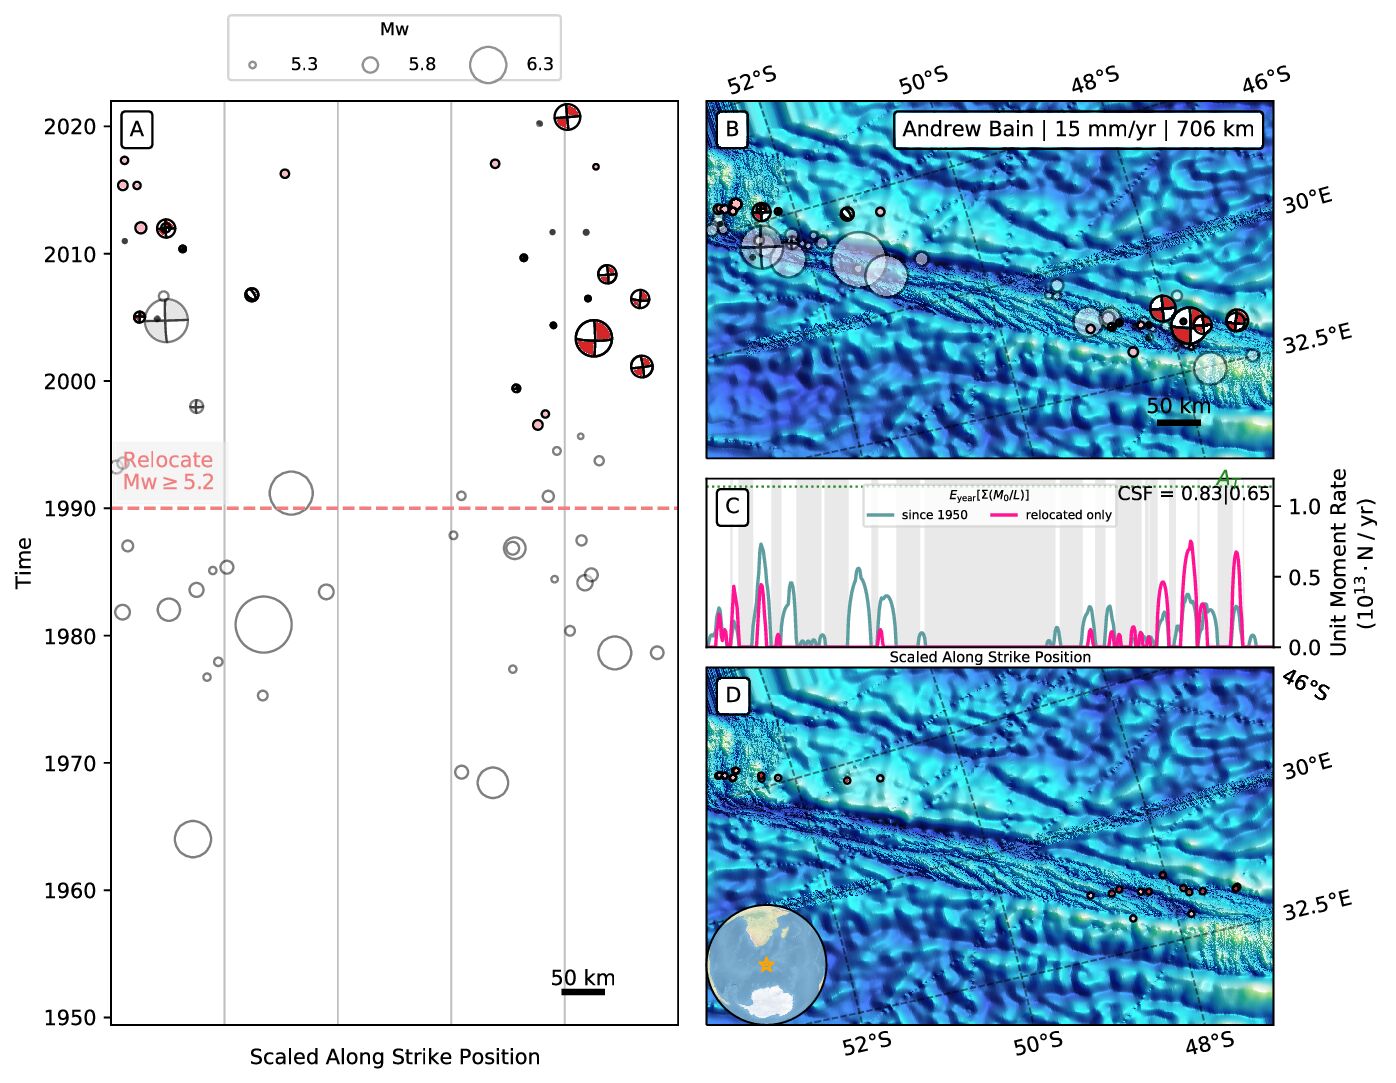 Mw
5.3 5.8 6.3
A
2020
2010
2000
1990
1980
1970
1960
1950
Time
Relocate
Mw ≥ 5.2
50 km
Scaled Along Strike Position
52°S 50°S 48°S 46°S
B
Andrew Bain | 15 mm/yr | 706 km
30°E
32.5°E
50 km
C
E_year[Σ(M₀/L)]
since 1950 relocated only
CSF = 0.83|0.65
1.0
0.5
0.0
Unit Moment Rate
(10¹³ · N / yr)
Scaled Along Strike Position
D
46°S
30°E
32.5°E
52°S 50°S 48°S